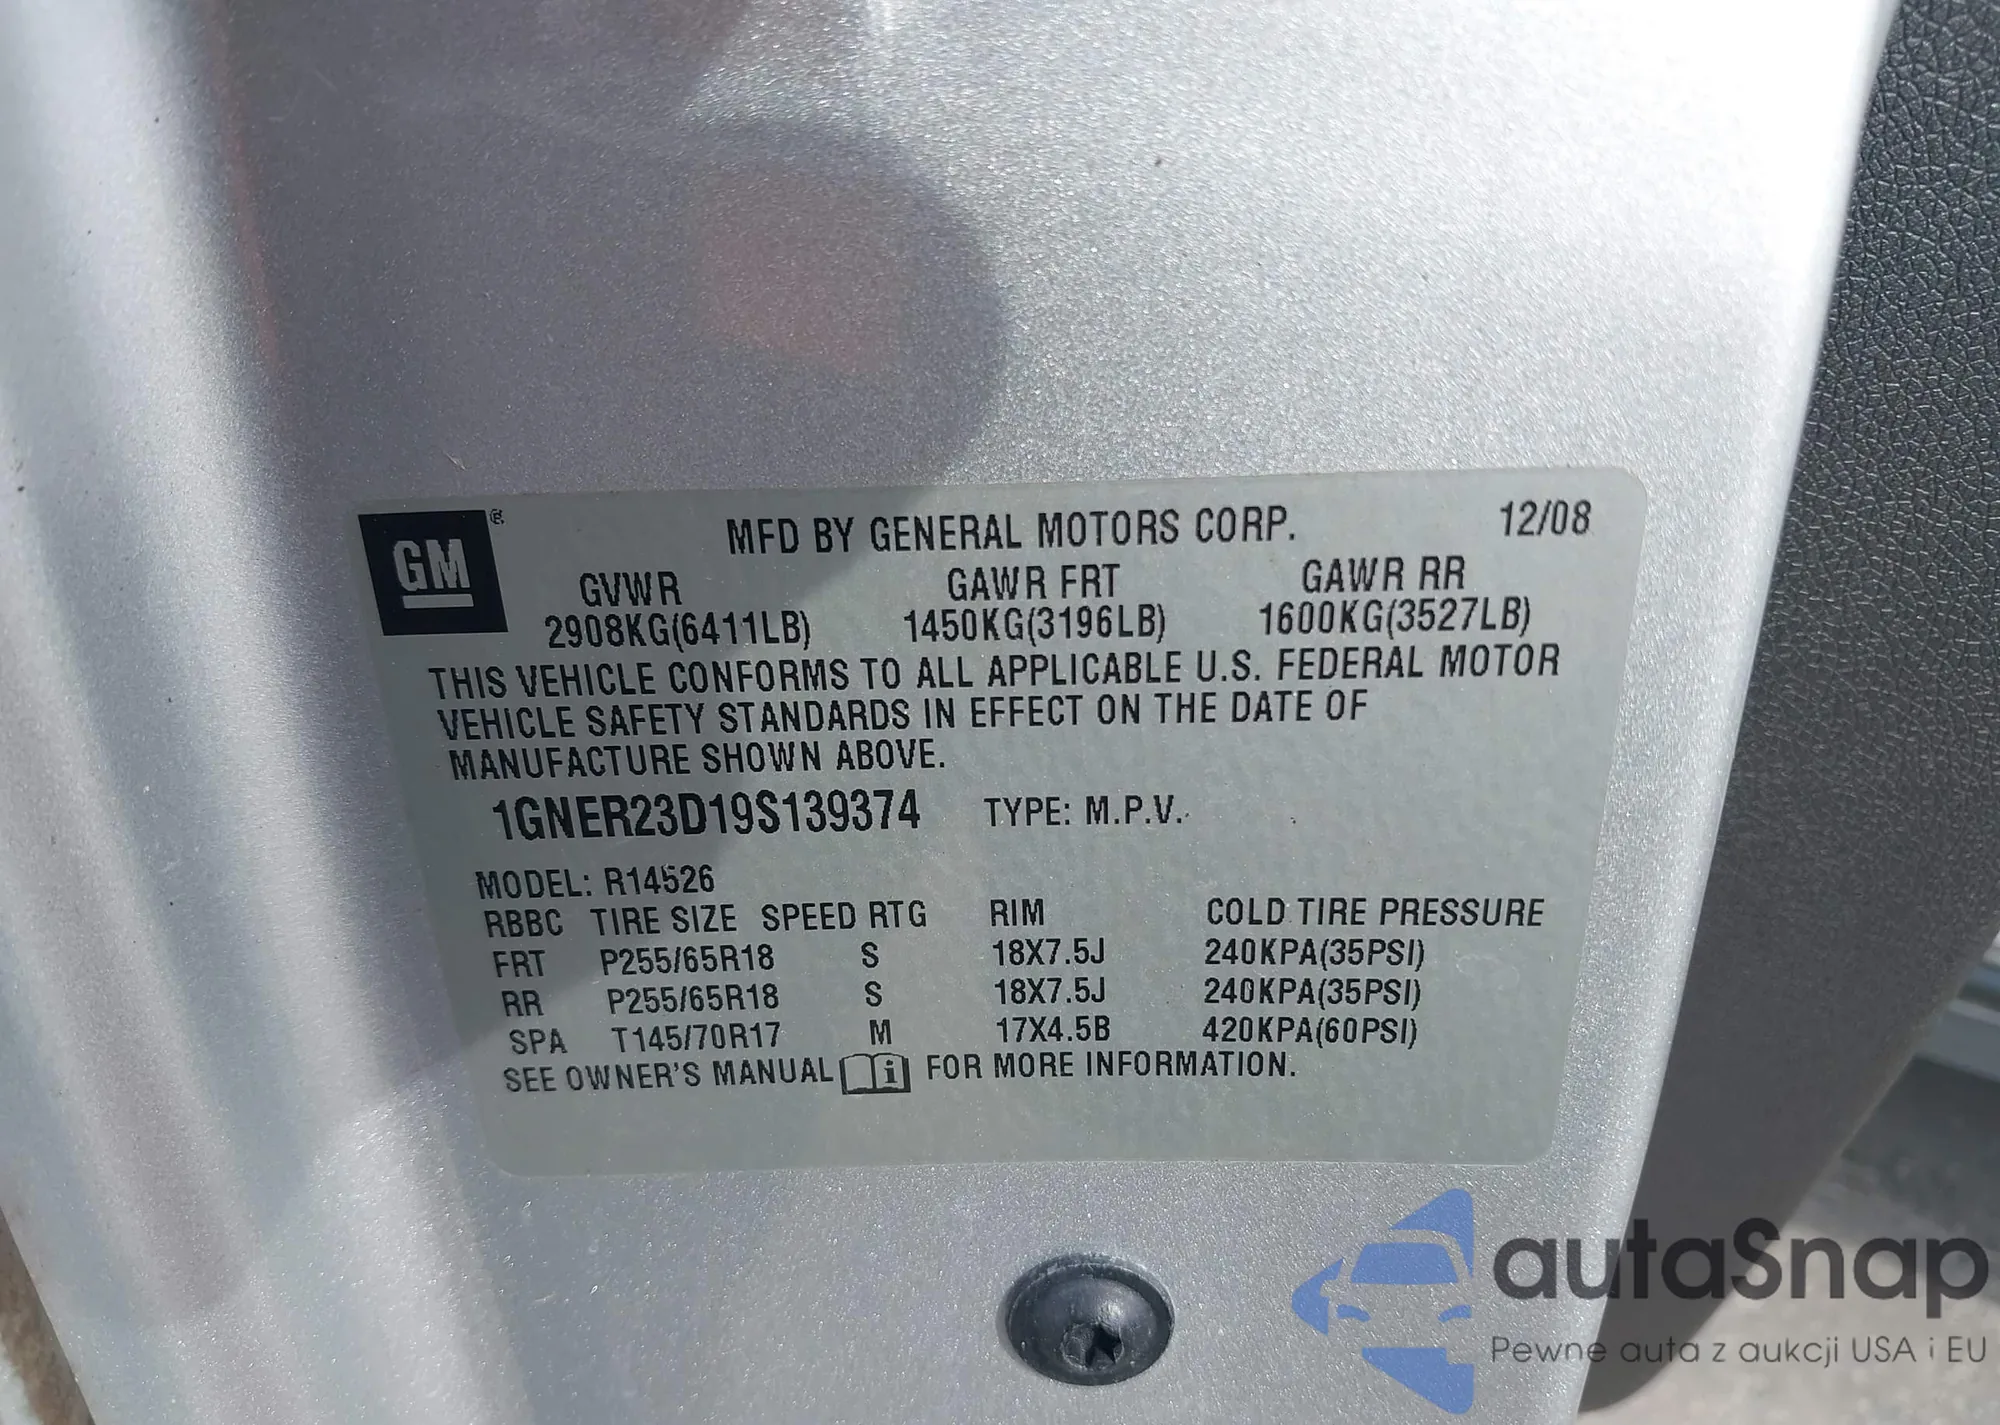 GM® MFD BY GENERAL MOTORS CORP. 12/08
GVWR GAWR FRT GAWR RR
2908KG(6411LB) 1450KG(3196LB) 1600KG(3527LB)
THIS VEHICLE CONFORMS TO ALL APPLICABLE U.S. FEDERAL MOTOR
VEHICLE SAFETY STANDARDS IN EFFECT ON THE DATE OF
MANUFACTURE SHOWN ABOVE.
1GNER23D19S139374 TYPE: M.P.V.
MODEL: R14526
RBBC TIRE SIZE SPEED RTG RIM COLD TIRE PRESSURE
FRT P255/65R18 S 18X7.5J 240KPA(35PSI)
RR P255/65R18 S 18X7.5J 240KPA(35PSI)
SPA T145/70R17 M 17X4.5B 420KPA(60PSI)
SEE OWNER'S MANUAL i FOR MORE INFORMATION.
autaSnap
Pewne auta z aukcji USA i EU